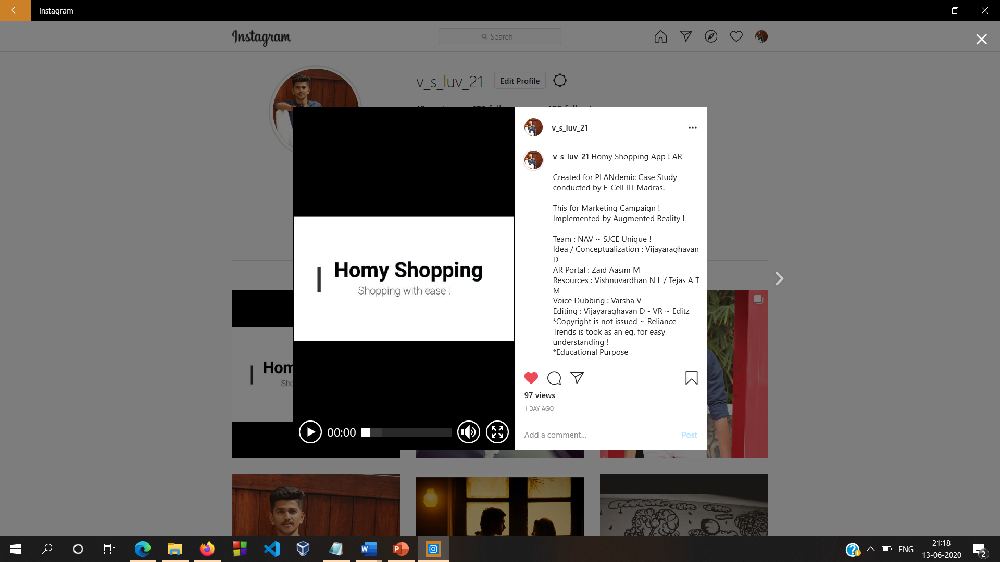 Instagram
Instagram
Search
v_s_luv_21
Edit Profile
v_s_luv_21
v_s_luv_21 Homy Shopping App ! AR
Created for PLANdemic Case Study
conducted by E-Cell IIT Madras.
This for Marketing Campaign !
Implemented by Augmented Reality !
Team : NAV ~ SJCE Unique !
Idea / Conceptualization : Vijayaraghavan
D
AR Portal : Zaid Aasim M
Resources : Vishnuvardhan N L / Tejas A T
M
Voice Dubbing : Varsha V
Editing : Vijayaraghavan D - VR ~ Editz
*Copyright is not issued ~ Reliance
Trends is took as an eg. for easy
understanding !
*Educational Purpose
Homy Shopping
Shopping with ease !
Hom
Sho
97 views
1 DAY AGO
00:00
Add a comment...
Post
ENG
21:18
13-06-2020
2